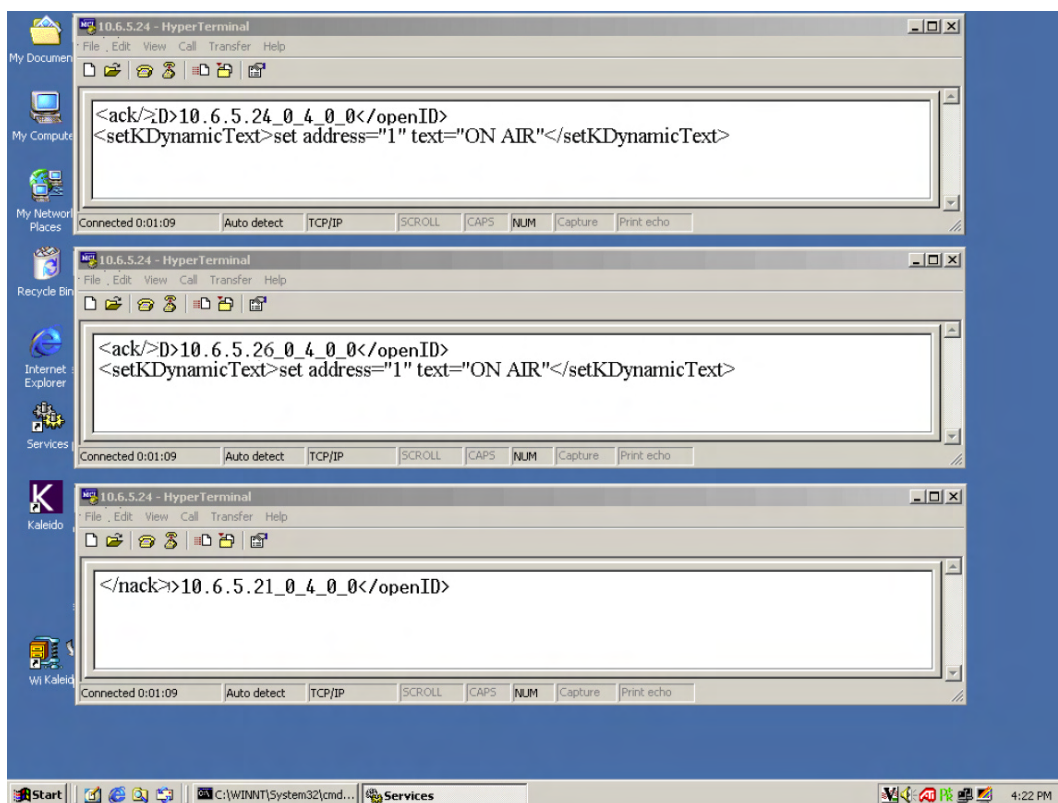 My Documen
My Compute
My Networl
Places
Recycle Bin
Internet
Explorer
Services
Kaleido
Wi Kaleid
10.6.5.24 - HyperTerminal
File Edit View Call Transfer Help
<ack/>D>10.6.5.24_0_4_0_0</openID>
<setKDynamicText>set address="1" text="ON AIR"</setKDynamicText>
Connected 0:01:09 Auto detect TCP/IP SCROLL CAPS NUM Capture Print echo
10.6.5.24 - HyperTerminal
File Edit View Call Transfer Help
<ack/>D>10.6.5.26_0_4_0_0</openID>
<setKDynamicText>set address="1" text="ON AIR"</setKDynamicText>
Connected 0:01:09 Auto detect TCP/IP SCROLL CAPS NUM Capture Print echo
10.6.5.24 - HyperTerminal
File Edit View Call Transfer Help
</nack>>10.6.5.21_0_4_0_0</openID>
Connected 0:01:09 Auto detect TCP/IP SCROLL CAPS NUM Capture Print echo
Start C:\WINNT\System32\cmd... Services 4:22 PM